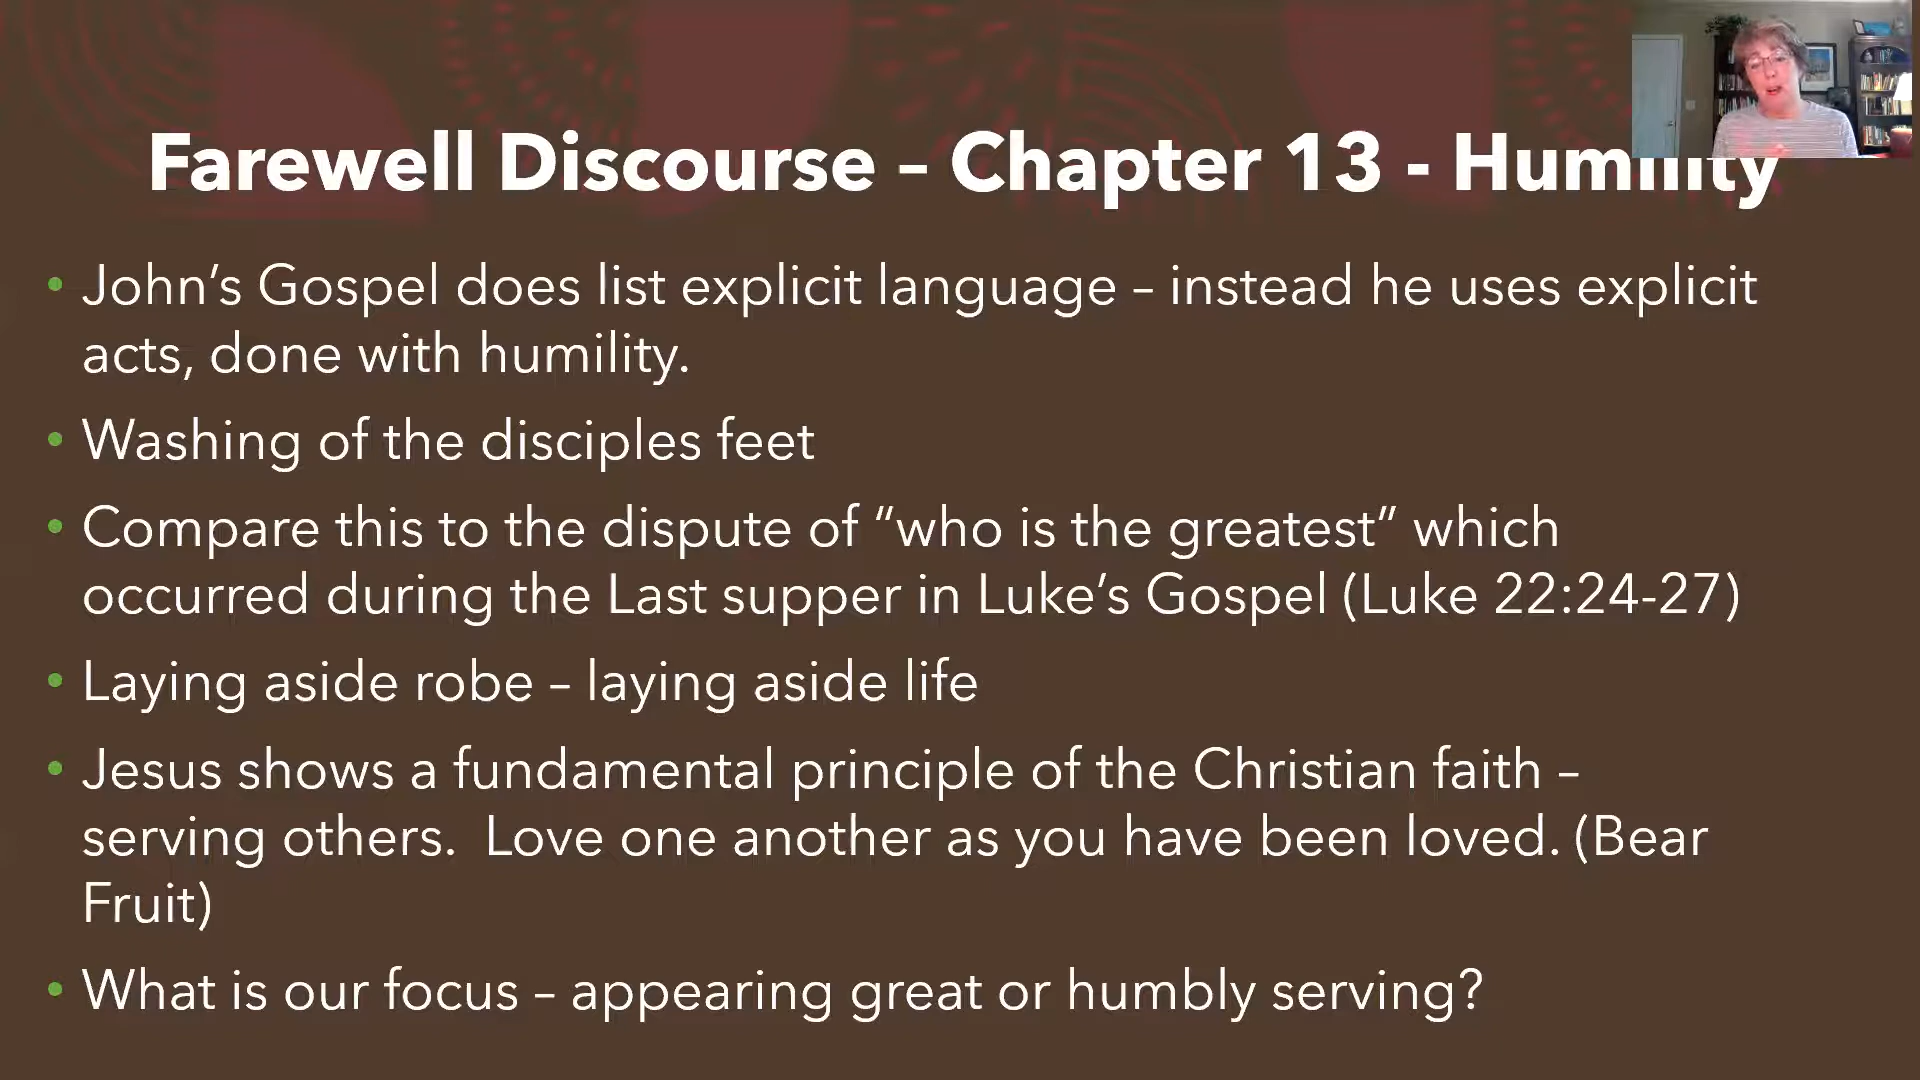 Farewell Discourse – Chapter 13 - Humility
• John’s Gospel does list explicit language – instead he uses explicit
acts, done with humility.
• Washing of the disciples feet
• Compare this to the dispute of “who is the greatest” which
occurred during the Last supper in Luke’s Gospel (Luke 22:24-27)
• Laying aside robe – laying aside life
• Jesus shows a fundamental principle of the Christian faith –
serving others.  Love one another as you have been loved. (Bear
Fruit)
• What is our focus – appearing great or humbly serving?